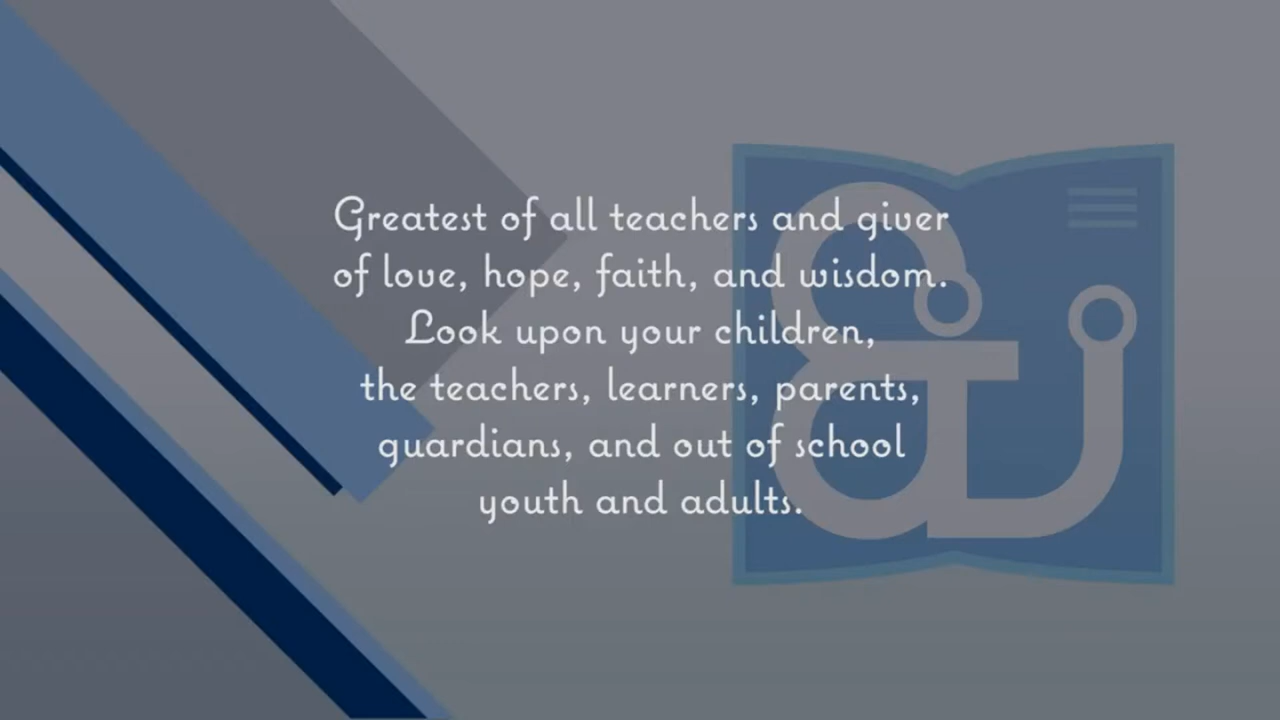 Greatest of all teachers and giver
of love, hope, faith, and wisdom.
Look upon your children,
the teachers, learners, parents,
guardians, and out of school
youth and adults.